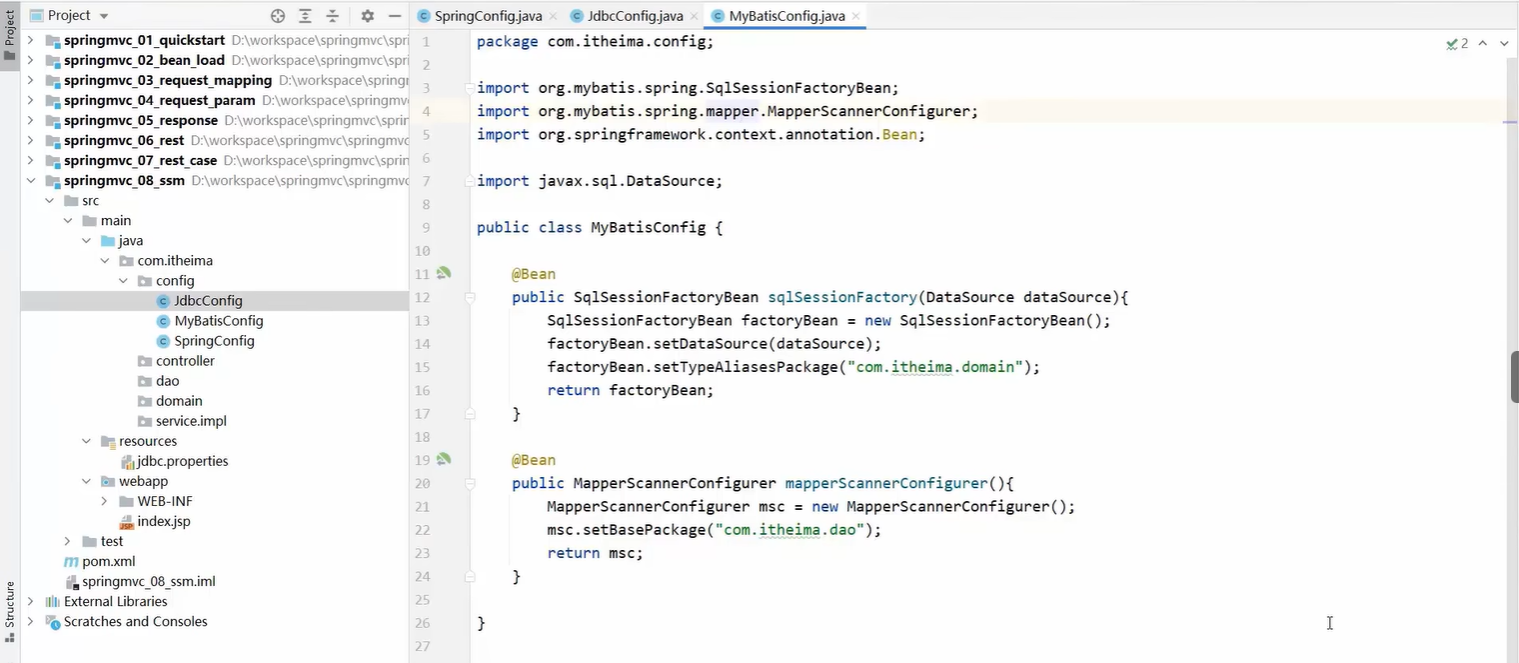 Project
SpringConfig.java
JdbcConfig.java
MyBatisConfig.java
Project
Structure
springmvc_01_quickstart D:\workspace\springmvc\spri
springmvc_02_bean_load D:\workspace\springmvc\spri
springmvc_03_request_mapping D:\workspace\springm
springmvc_04_request_param D:\workspace\springmv
springmvc_05_response D:\workspace\springmvc\sprin
springmvc_06_rest D:\workspace\springmvc\springmvc
springmvc_07_rest_case D:\workspace\springmvc\sprin
springmvc_08_ssm D:\workspace\springmvc\springmvc
src
main
java
com.itheima
config
JdbcConfig
MyBatisConfig
SpringConfig
controller
dao
domain
service.impl
resources
jdbc.properties
webapp
WEB-INF
index.jsp
test
pom.xml
springmvc_08_ssm.iml
External Libraries
Scratches and Consoles
2
1 package com.itheima.config;
2
3 import org.mybatis.spring.SqlSessionFactoryBean;
4 import org.mybatis.spring.mapper.MapperScannerConfigurer;
5 import org.springframework.context.annotation.Bean;
6
7 import javax.sql.DataSource;
8
9 public class MyBatisConfig {
10
11 @Bean
12 public SqlSessionFactoryBean sqlSessionFactory(DataSource dataSource){
13 SqlSessionFactoryBean factoryBean = new SqlSessionFactoryBean();
14 factoryBean.setDataSource(dataSource);
15 factoryBean.setTypeAliasesPackage("com.itheima.domain");
16 return factoryBean;
17 }
18
19 @Bean
20 public MapperScannerConfigurer mapperScannerConfigurer(){
21 MapperScannerConfigurer msc = new MapperScannerConfigurer();
22 msc.setBasePackage("com.itheima.dao");
23 return msc;
24 }
25
26 }
27